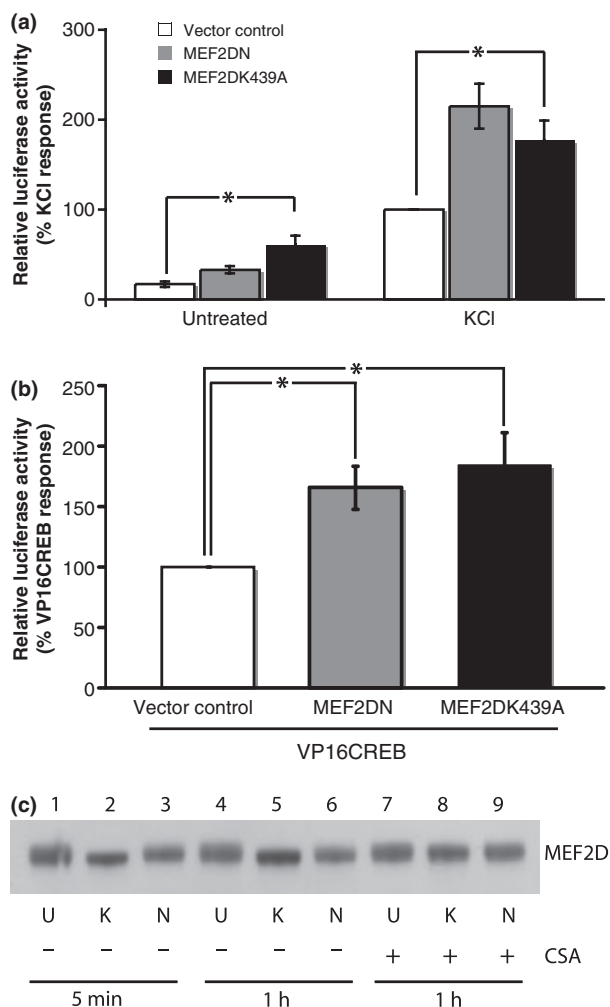 (a)
Relative luciferase activity
(% KCl response)
300
200
100
0
Vector control
MEF2DN
MEF2DK439A
*
*
Untreated KCl
(b)
Relative luciferase activity
(% VP16CREB response)
250
200
150
100
50
0
*
*
Vector control MEF2DN MEF2DK439A
VP16CREB
(c) 1 2 3 4 5 6 7 8 9
MEF2D
U K N U K N U K N
– – – – – – + + + CSA
5 min 1 h 1 h